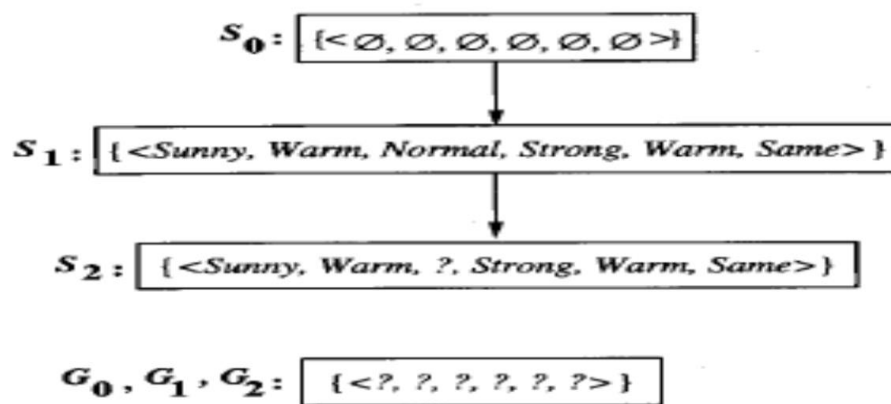 S₀: {<∅, ∅, ∅, ∅, ∅, ∅>}
S₁: {<Sunny, Warm, Normal, Strong, Warm, Same>}
S₂: {<Sunny, Warm, ?, Strong, Warm, Same>}
G₀, G₁, G₂: {<?, ?, ?, ?, ?, ?>}